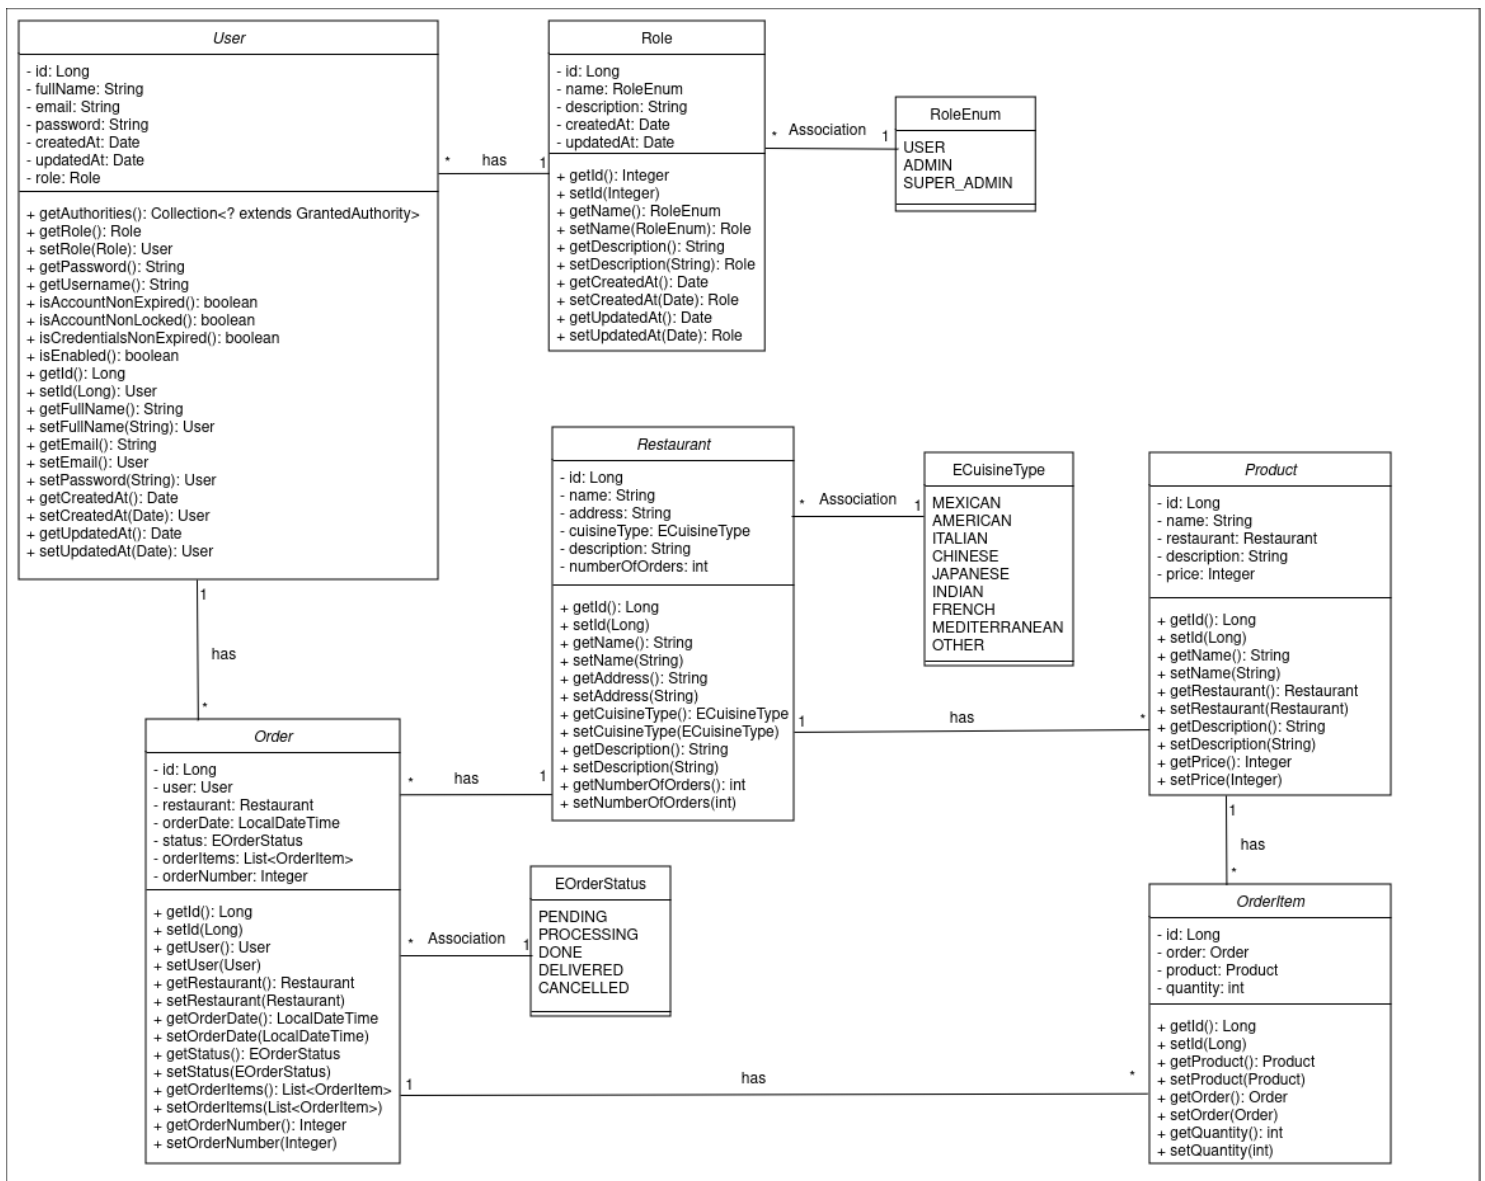 User
- id: Long
- fullName: String
- email: String
- password: String
- createdAt: Date
- updatedAt: Date
- role: Role
+ getAuthorities(): Collection<? extends GrantedAuthority>
+ getRole(): Role
+ setRole(Role): User
+ getPassword(): String
+ getUsername(): String
+ isAccountNonExpired(): boolean
+ isAccountNonLocked(): boolean
+ isCredentialsNonExpired(): boolean
+ isEnabled(): boolean
+ getId(): Long
+ setId(Long): User
+ getFullName(): String
+ setFullName(String): User
+ getEmail(): String
+ setEmail(): User
+ setPassword(String): User
+ getCreatedAt(): Date
+ setCreatedAt(Date): User
+ getUpdatedAt(): Date
+ setUpdatedAt(Date): User
* has 1
Role
- id: Long
- name: RoleEnum
- description: String
- createdAt: Date
- updatedAt: Date
+ getId(): Integer
+ setId(Integer)
+ getName(): RoleEnum
+ setName(RoleEnum): Role
+ getDescription(): String
+ setDescription(String): Role
+ getCreatedAt(): Date
+ setCreatedAt(Date): Role
+ getUpdatedAt(): Date
+ setUpdatedAt(Date): Role
* Association 1
RoleEnum
USER
ADMIN
SUPER_ADMIN
1
has
*
Restaurant
- id: Long
- name: String
- address: String
- cuisineType: ECuisineType
- description: String
- numberOfOrders: int
+ getId(): Long
+ setId(Long)
+ getName(): String
+ setName(String)
+ getAddress(): String
+ setAddress(String)
+ getCuisineType(): ECuisineType
+ setCuisineType(ECuisineType)
+ getDescription(): String
+ setDescription(String)
+ getNumberOfOrders(): int
+ setNumberOfOrders(int)
* Association 1
ECuisineType
MEXICAN
AMERICAN
ITALIAN
CHINESE
JAPANESE
INDIAN
FRENCH
MEDITERRANEAN
OTHER
1 has *
Product
- id: Long
- name: String
- restaurant: Restaurant
- description: String
- price: Integer
+ getId(): Long
+ setId(Long)
+ getName(): String
+ setName(String)
+ getRestaurant(): Restaurant
+ setRestaurant(Restaurant)
+ getDescription(): String
+ setDescription(String)
+ getPrice(): Integer
+ setPrice(Integer)
1
has
*
Order
- id: Long
- user: User
- restaurant: Restaurant
- orderDate: LocalDateTime
- status: EOrderStatus
- orderItems: List<OrderItem>
- orderNumber: Integer
+ getId(): Long
+ setId(Long)
+ getUser(): User
+ setUser(User)
+ getRestaurant(): Restaurant
+ setRestaurant(Restaurant)
+ getOrderDate(): LocalDateTime
+ setOrderDate(LocalDateTime)
+ getStatus(): EOrderStatus
+ setStatus(EOrderStatus)
+ getOrderItems(): List<OrderItem>
+ setOrderItems(List<OrderItem>)
+ getOrderNumber(): Integer
+ setOrderNumber(Integer)
* has 1
* Association 1
EOrderStatus
PENDING
PROCESSING
DONE
DELIVERED
CANCELLED
1 has *
OrderItem
- id: Long
- order: Order
- product: Product
- quantity: int
+ getId(): Long
+ setId(Long)
+ getProduct(): Product
+ setProduct(Product)
+ getOrder(): Order
+ setOrder(Order)
+ getQuantity(): int
+ setQuantity(int)